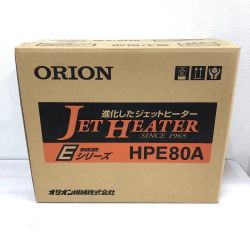 ORION
進化したジェットヒーター
JET HEATER
SINCE 1965
Eシリーズ
HPE80A
オリオン機械株式会社